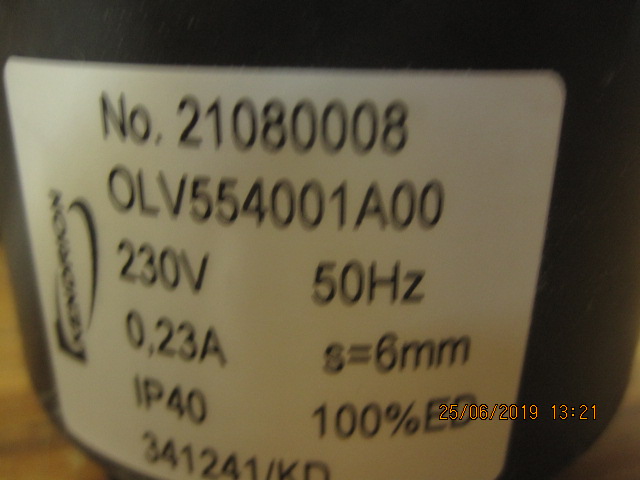 No. 21080008
OLV554001A00
230V 50Hz
0,23A s=6mm
IP40 100%ED
341241/KD
KENDRION
25/06/2019 13:21